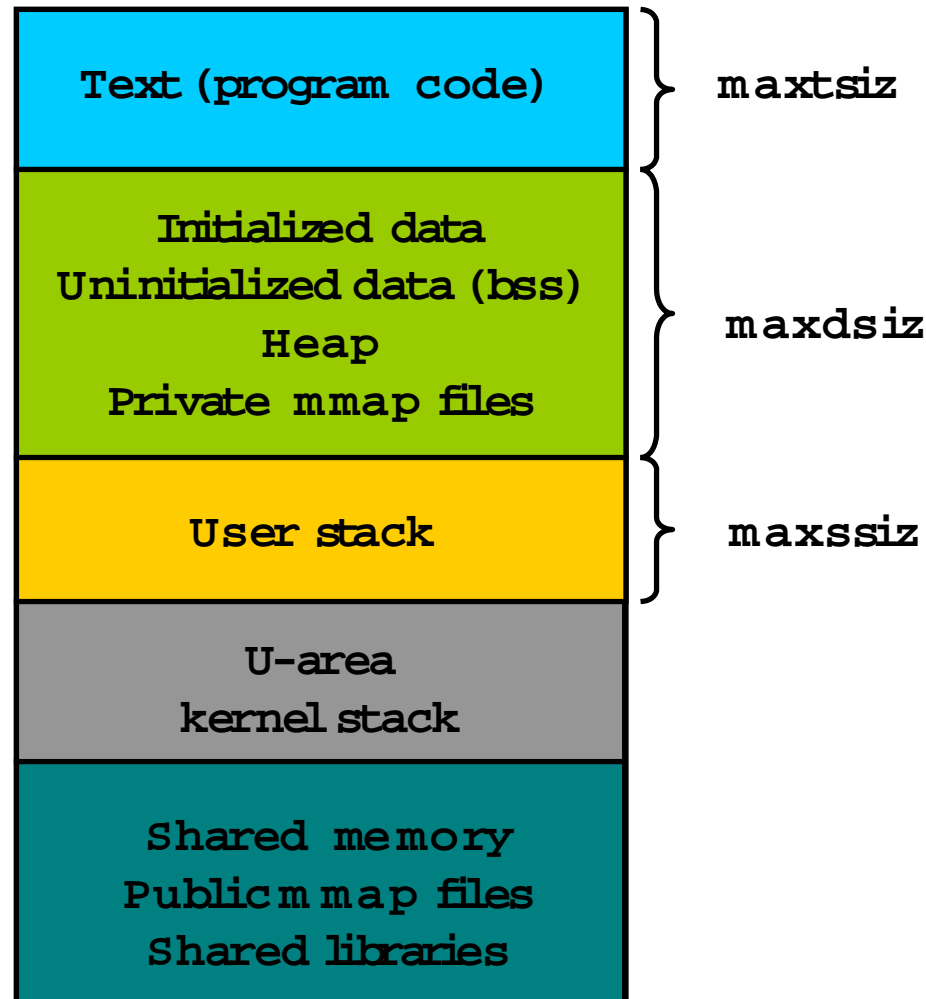 Text (program code)
maxtsiz
Initialized data
Uninitialized data (bss)
Heap
Private mmap files
maxdsiz
User stack
maxssiz
U-area
kernel stack
Shared memory
Public mmap files
Shared libraries